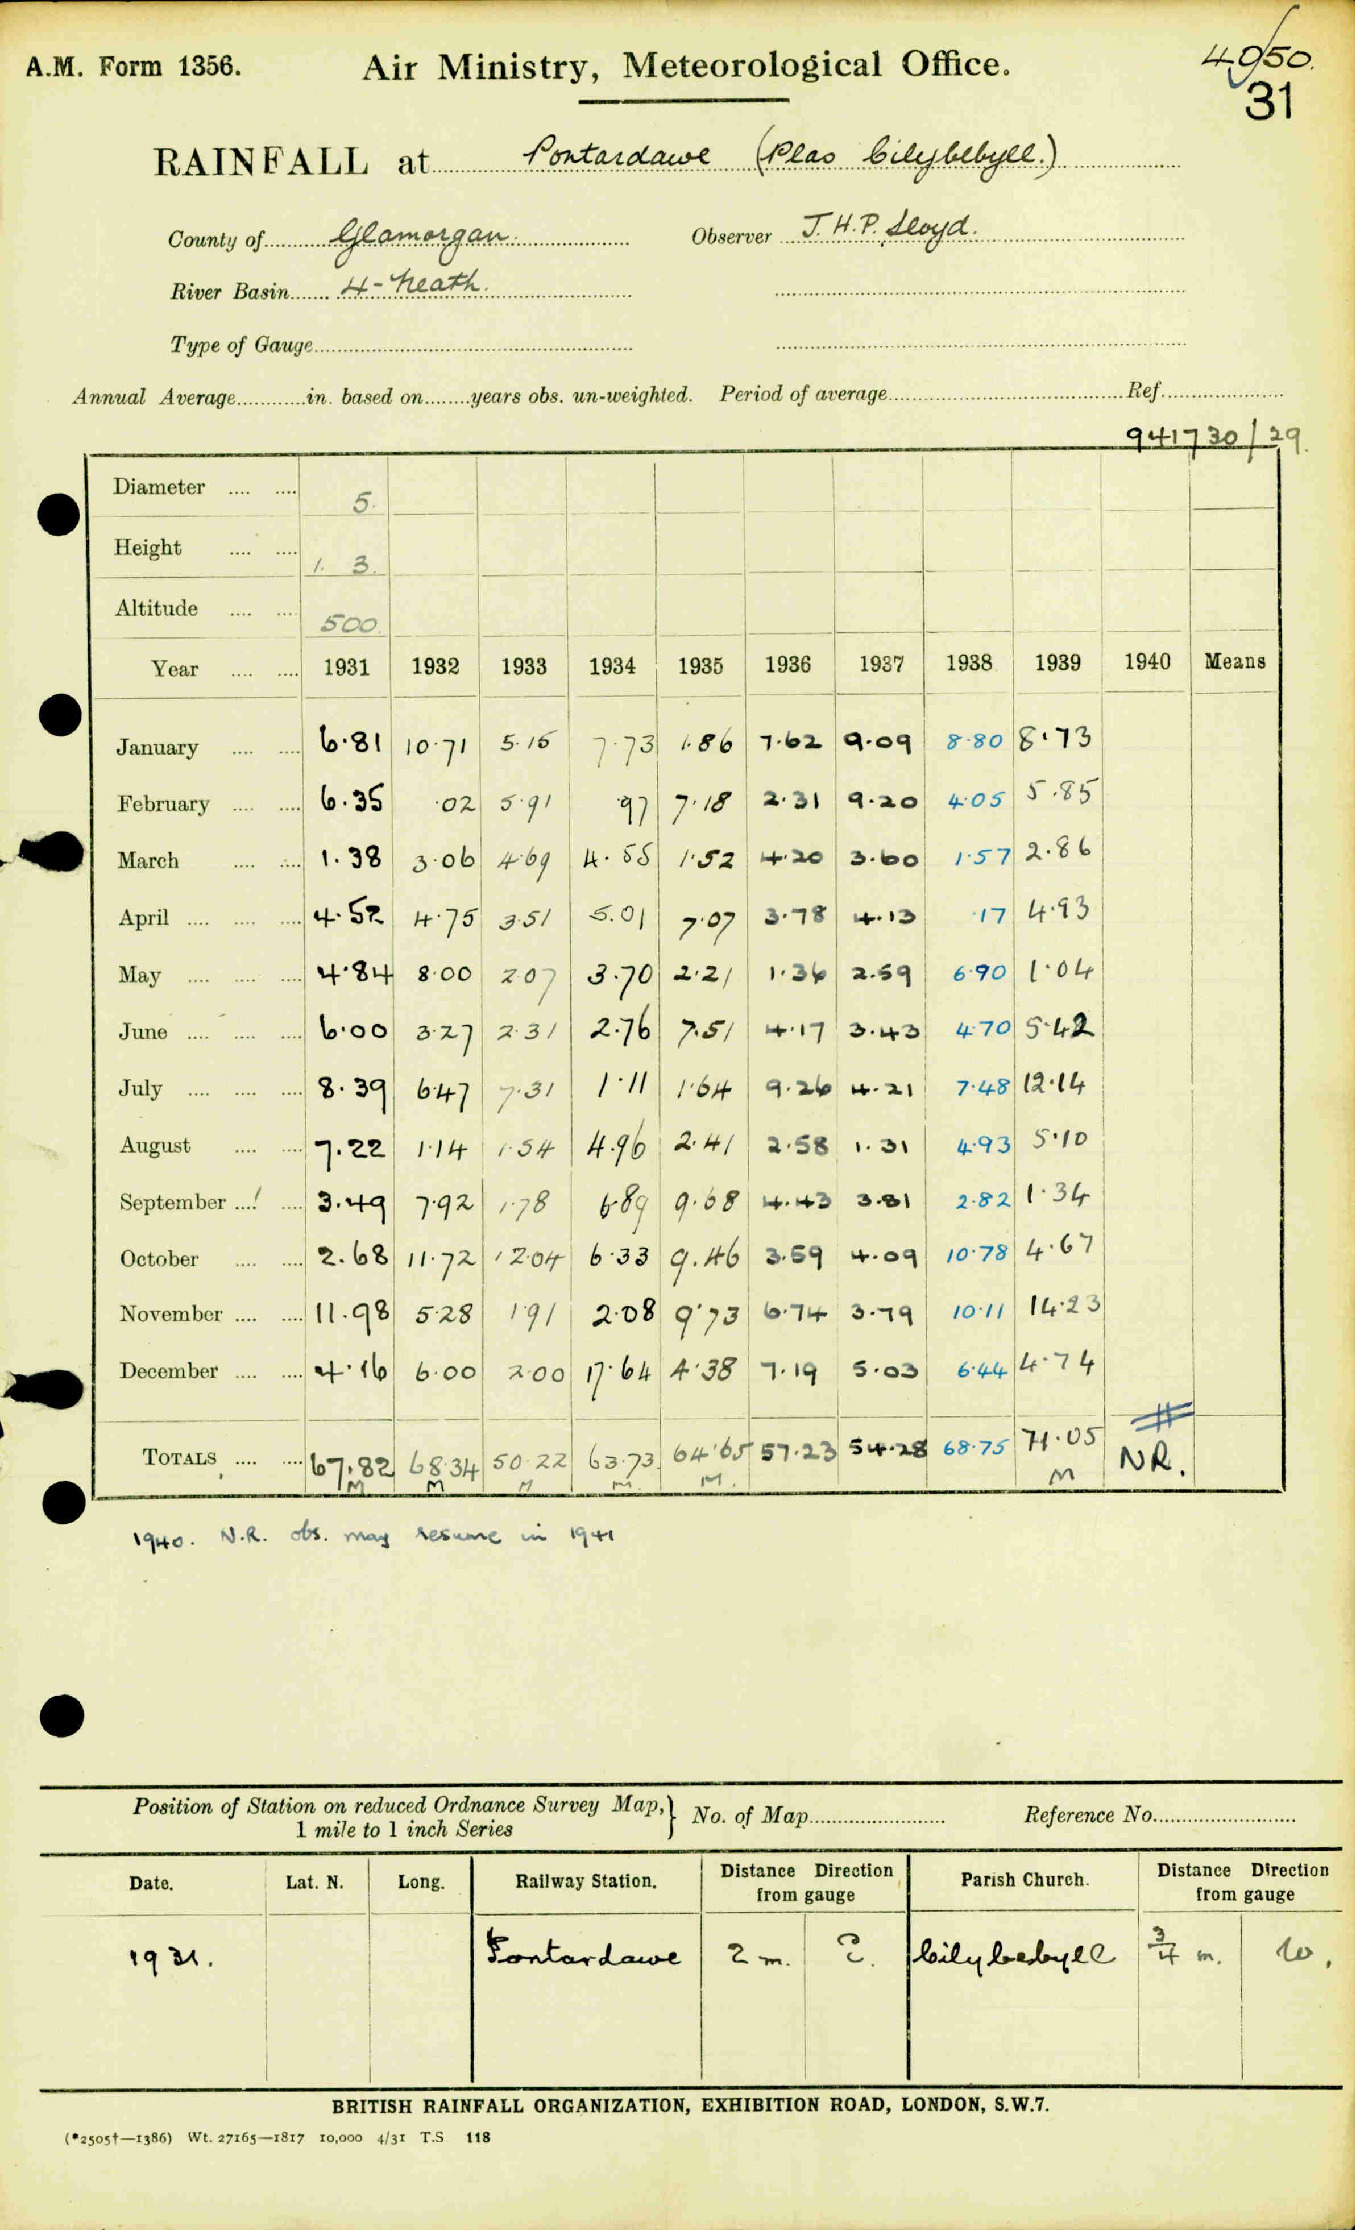 A.M. Form 1356.
Air Ministry, Meteorological Office.
49/50.
31
RAINFALL at Pontardawe (Plas Cilybebyll.)
County of Glamorgan. Observer J.H.P. Lloyd.
River Basin 4-Neath.
Type of Gauge
Annual Average in. based on years obs. un-weighted. Period of average Ref.
941730/29.
Diameter 5.
Height 1. 3.
Altitude 500.
Year 1931 1932 1933 1934 1935 1936 1937 1938 1939 1940 Means
January 6.81 10.71 5.15 7.73 1.86 7.62 9.09 8.80 8.73
February 6.35 .02 5.91 .97 7.18 2.31 9.20 4.05 5.85
March 1.38 3.06 4.69 4.55 1.52 4.20 3.60 1.57 2.86
April 4.52 4.75 3.51 5.01 7.07 3.78 4.13 .17 4.93
May 4.84 8.00 2.07 3.70 2.21 1.36 2.59 6.90 1.04
June 6.00 3.27 2.31 2.76 7.51 4.17 3.43 4.70 5.42
July 8.39 6.47 7.31 1.11 1.64 9.26 4.21 7.48 12.14
August 7.22 1.14 1.54 4.96 2.41 2.58 1.31 4.93 5.10
September 3.49 7.92 1.78 6.89 9.68 4.43 3.81 2.82 1.34
October 2.68 11.72 12.04 6.33 9.46 3.59 4.09 10.78 4.67
November 11.98 5.28 1.91 2.08 9.73 6.74 3.79 10.11 14.23
December 4.16 6.00 2.00 17.64 4.38 7.19 5.03 6.44 4.74
TOTALS 67.82 68.34 50.22 63.73 64.65 57.23 54.28 68.75 71.05 NR.
M M M M. M. M
1940. N.R. obs. may resume in 1941
Position of Station on reduced Ordnance Survey Map, 1 mile to 1 inch Series} No. of Map Reference No.
Date. Lat. N. Long. Railway Station. Distance Direction from gauge Parish Church. Distance Direction from gauge
1931. Pontardawe 2 m. E. Cilybebyll 3/4 m. W.
BRITISH RAINFALL ORGANIZATION, EXHIBITION ROAD, LONDON, S.W.7.
(*2505†—1386) Wt. 27165—1817 10,000 4/31 T.S 118